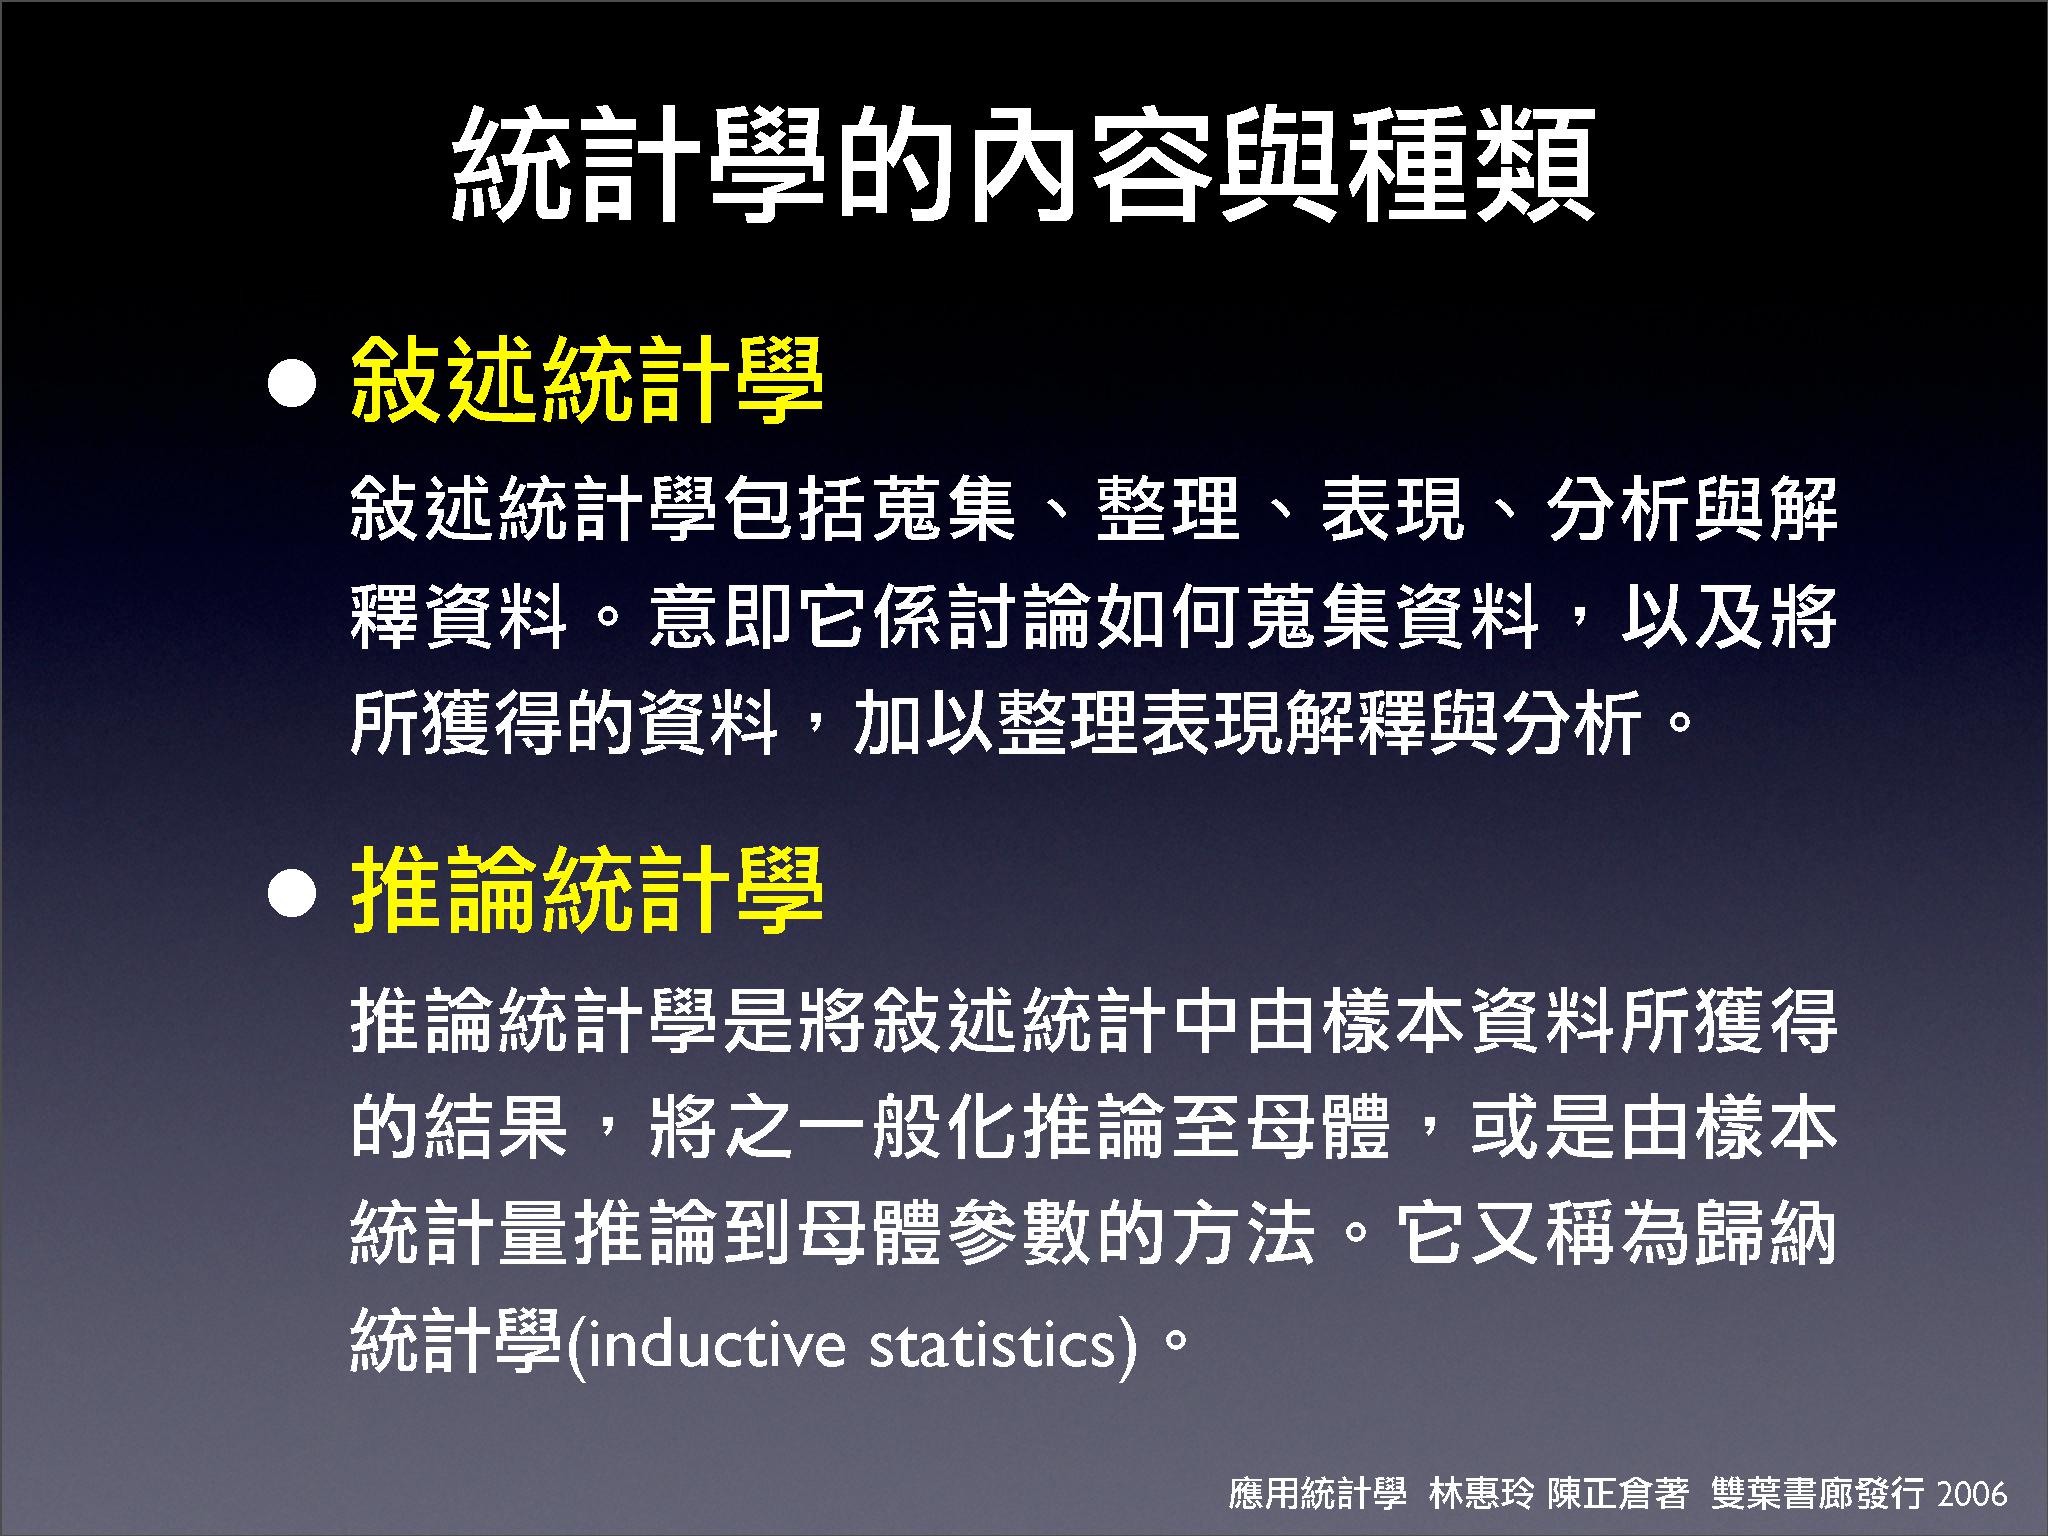 統計學的內容與種類
● 敍述統計學
敍述統計學包括蒐集、整理、表現、分析與解
釋資料。意即它係討論如何蒐集資料，以及將
所獲得的資料，加以整理表現解釋與分析。
● 推論統計學
推論統計學是將敍述統計中由樣本資料所獲得
的結果，將之一般化推論至母體，或是由樣本
統計量推論到母體參數的方法。它又稱為歸納
統計學(inductive statistics)。
應用統計學 林惠玲 陳正倉著 雙葉書廊發行 2006